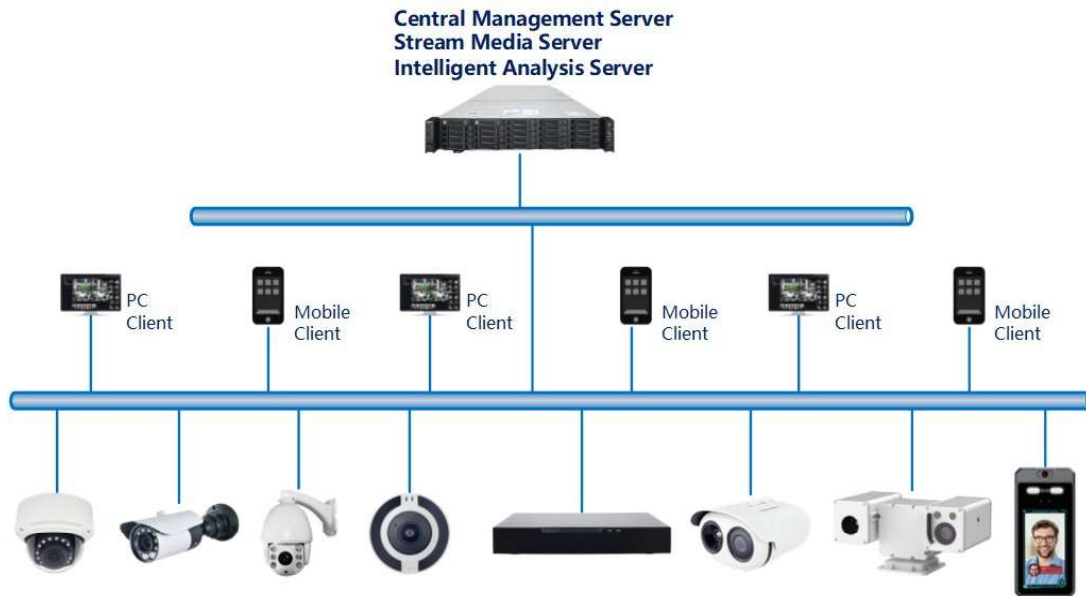 Central Management Server
Stream Media Server
Intelligent Analysis Server
PC
Client
Mobile
Client
PC
Client
Mobile
Client
PC
Client
Mobile
Client